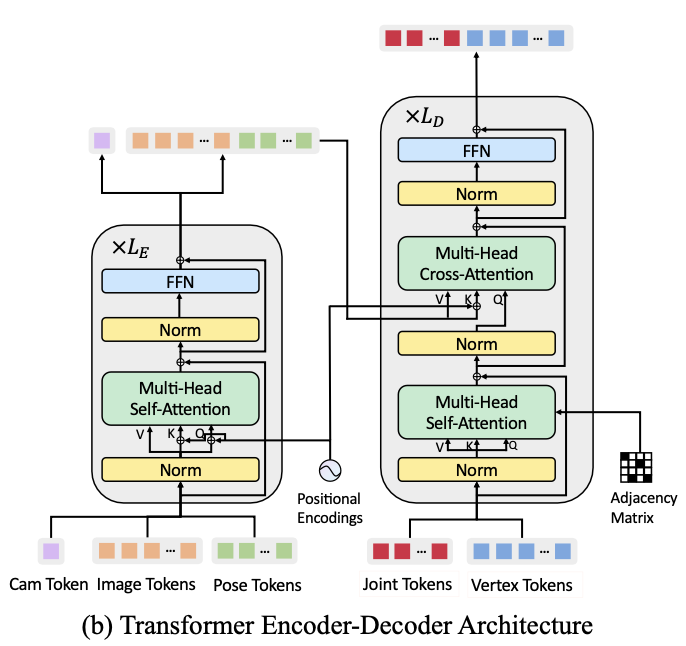 ×L_D
FFN
Norm
Multi-Head
Cross-Attention
V K Q
Norm
Multi-Head
Self-Attention
V K Q
Norm
×L_E
FFN
Norm
Multi-Head
Self-Attention
V K Q
Norm
Positional
Encodings
Adjacency
Matrix
Cam Token Image Tokens Pose Tokens Joint Tokens Vertex Tokens
(b) Transformer Encoder-Decoder Architecture